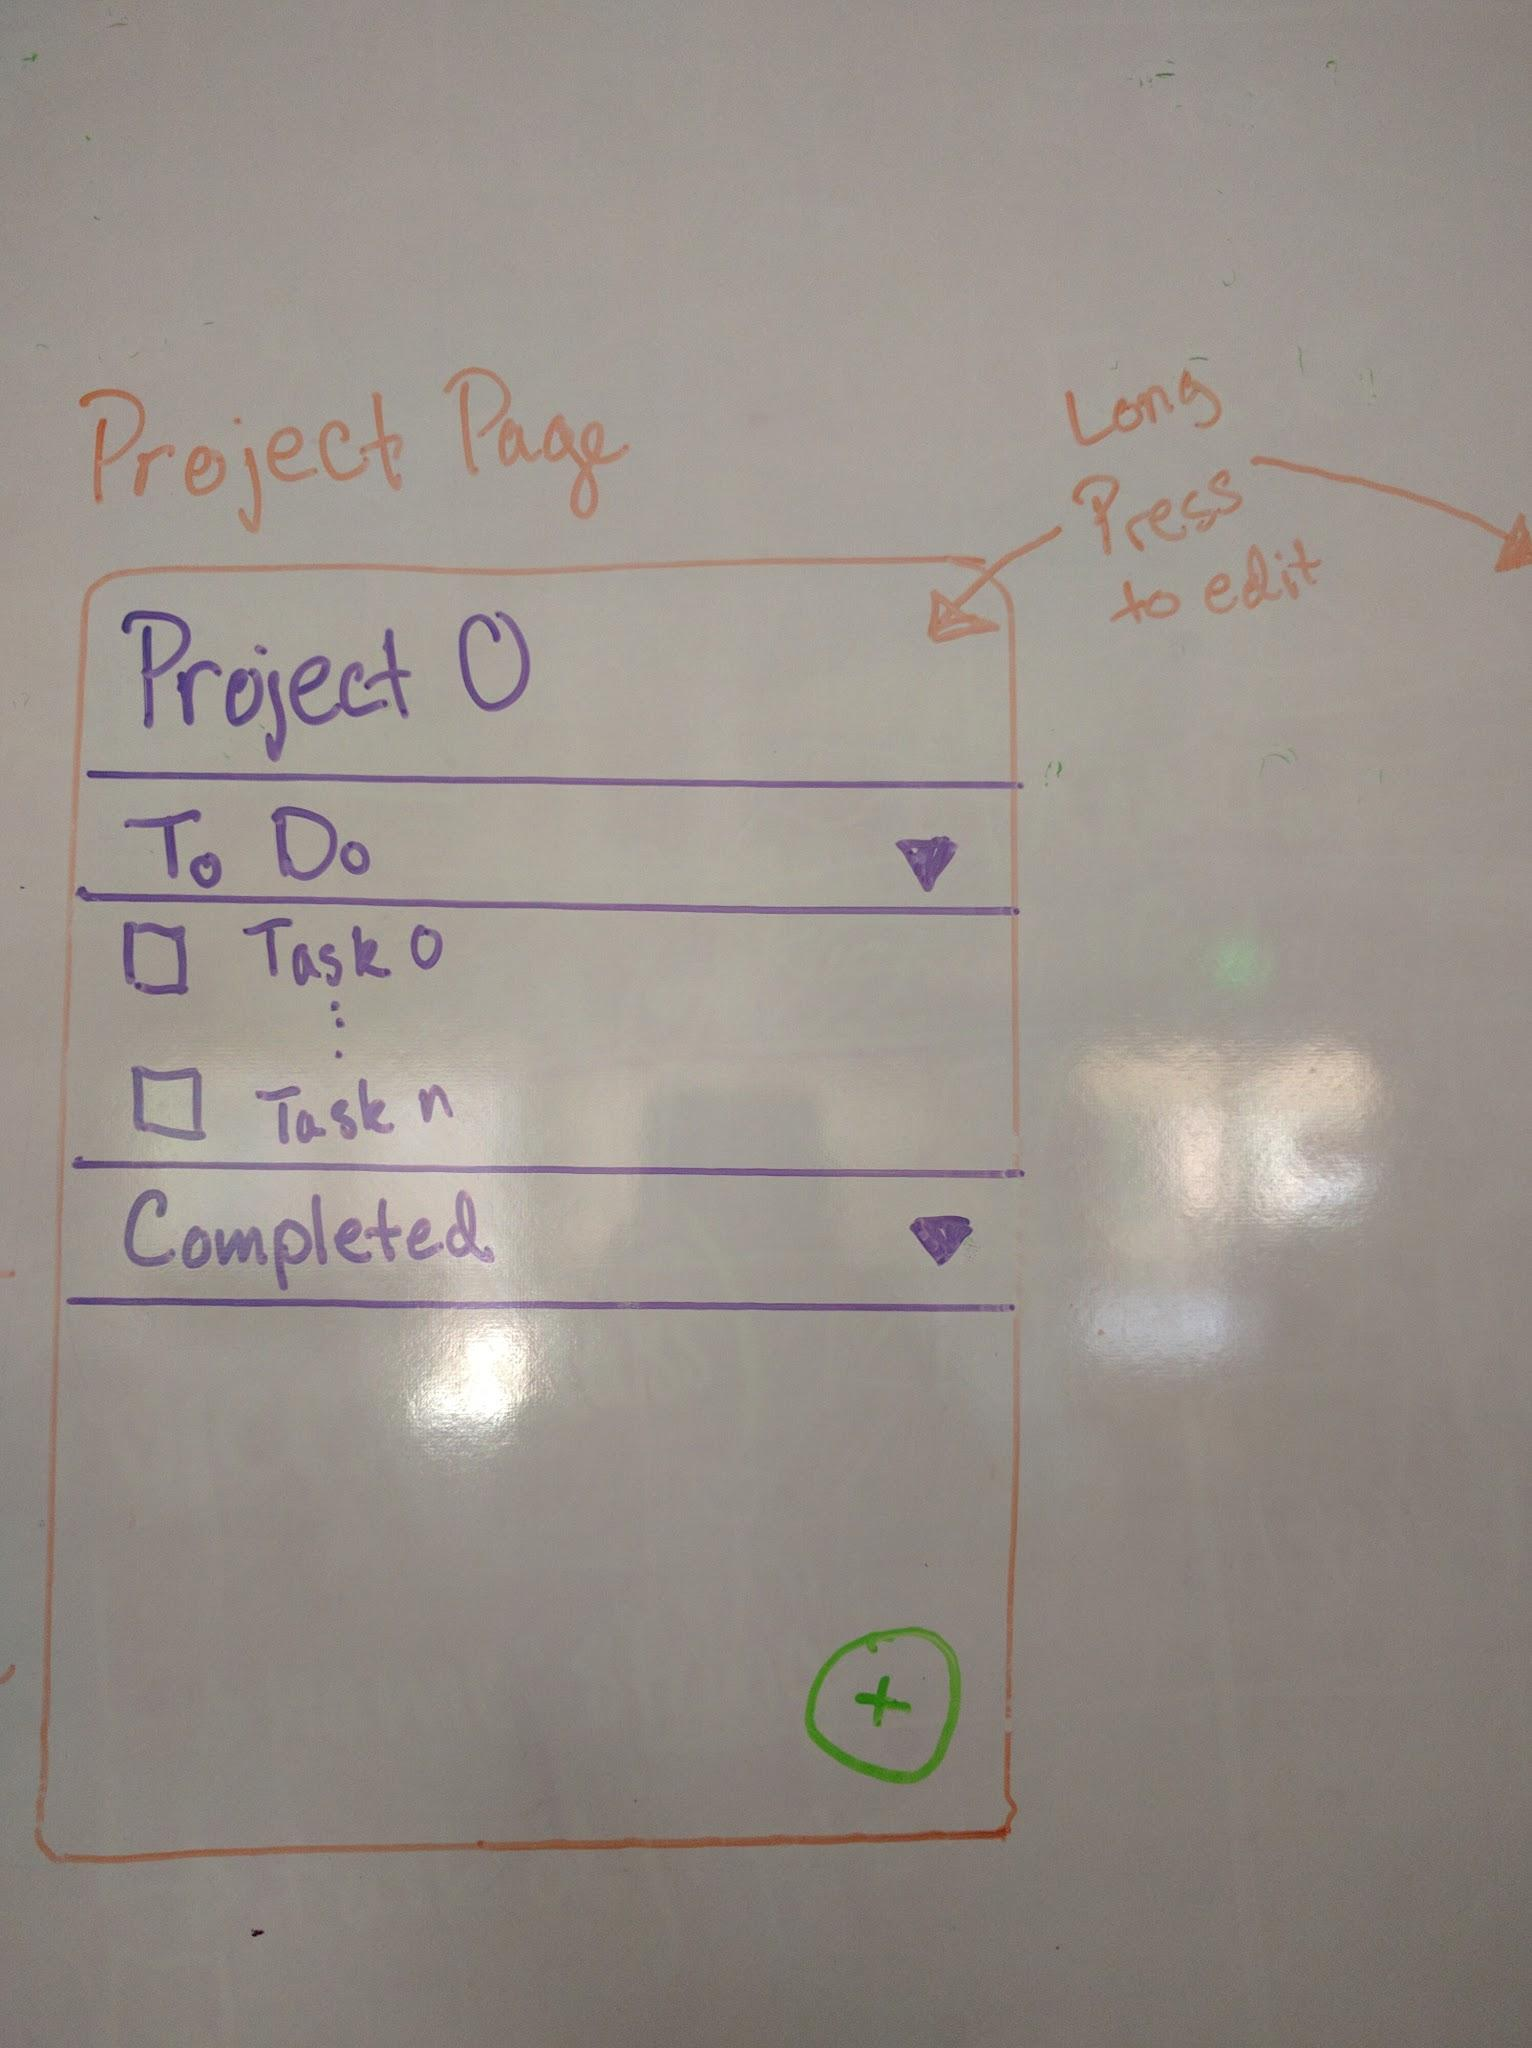 Project Page
Long
Press
to edit
Project 0
To Do
Task 0
Task n
Completed
+